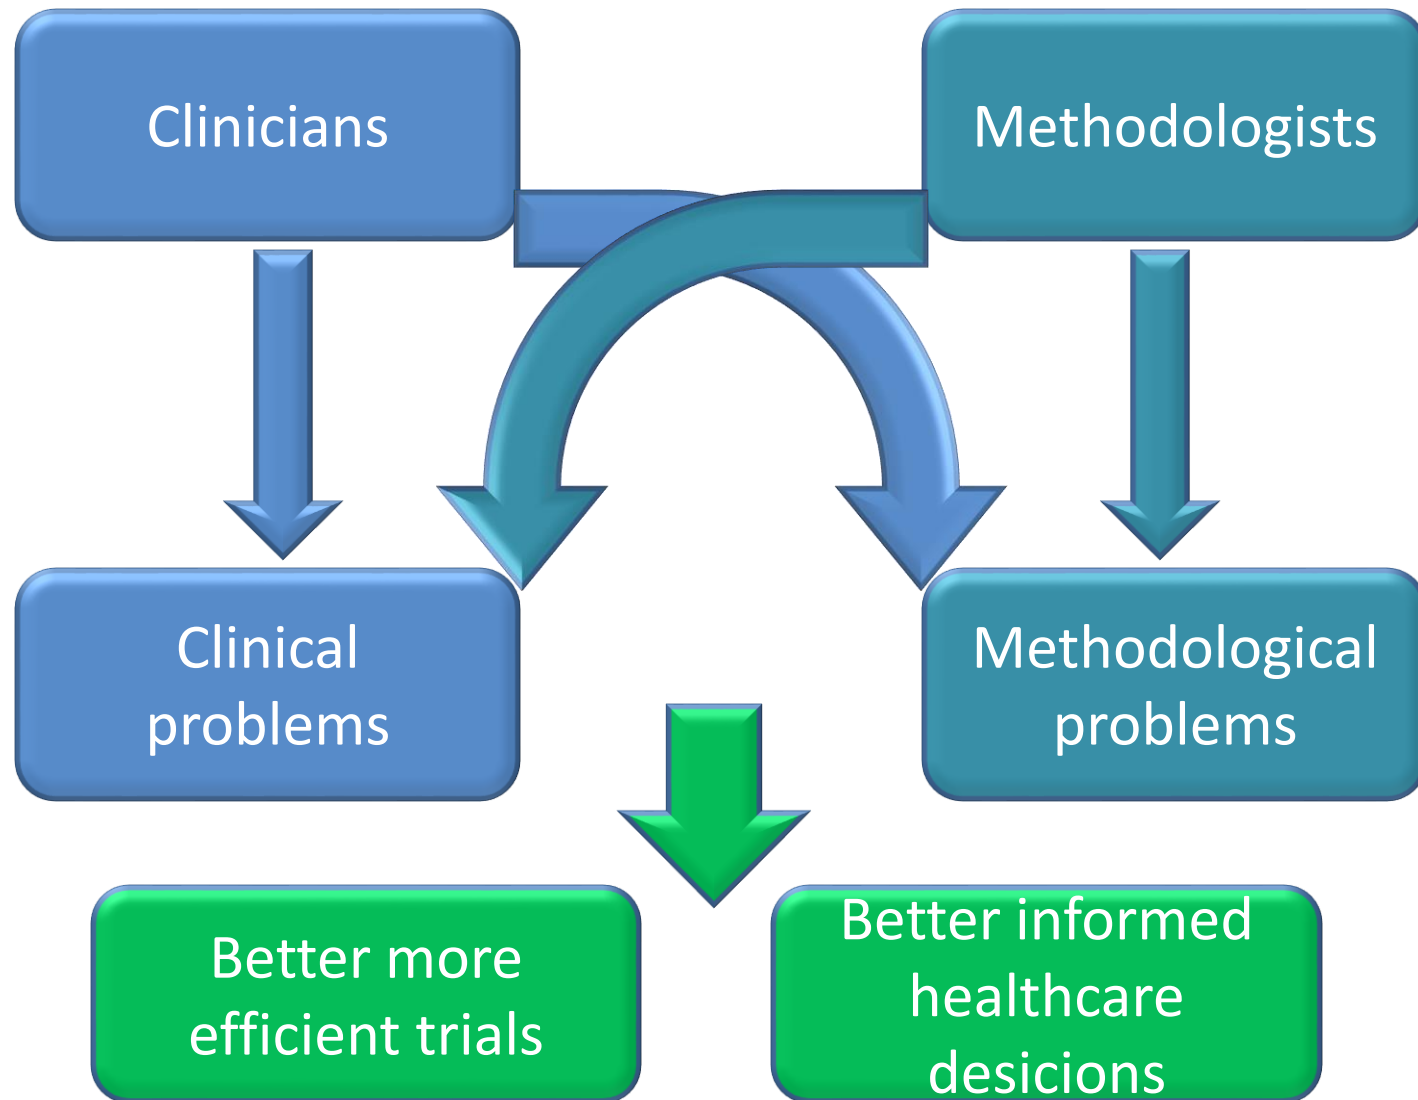 Clinicians
Methodologists
Clinical
problems
Methodological
problems
Better more
efficient trials
Better informed
healthcare
desicions